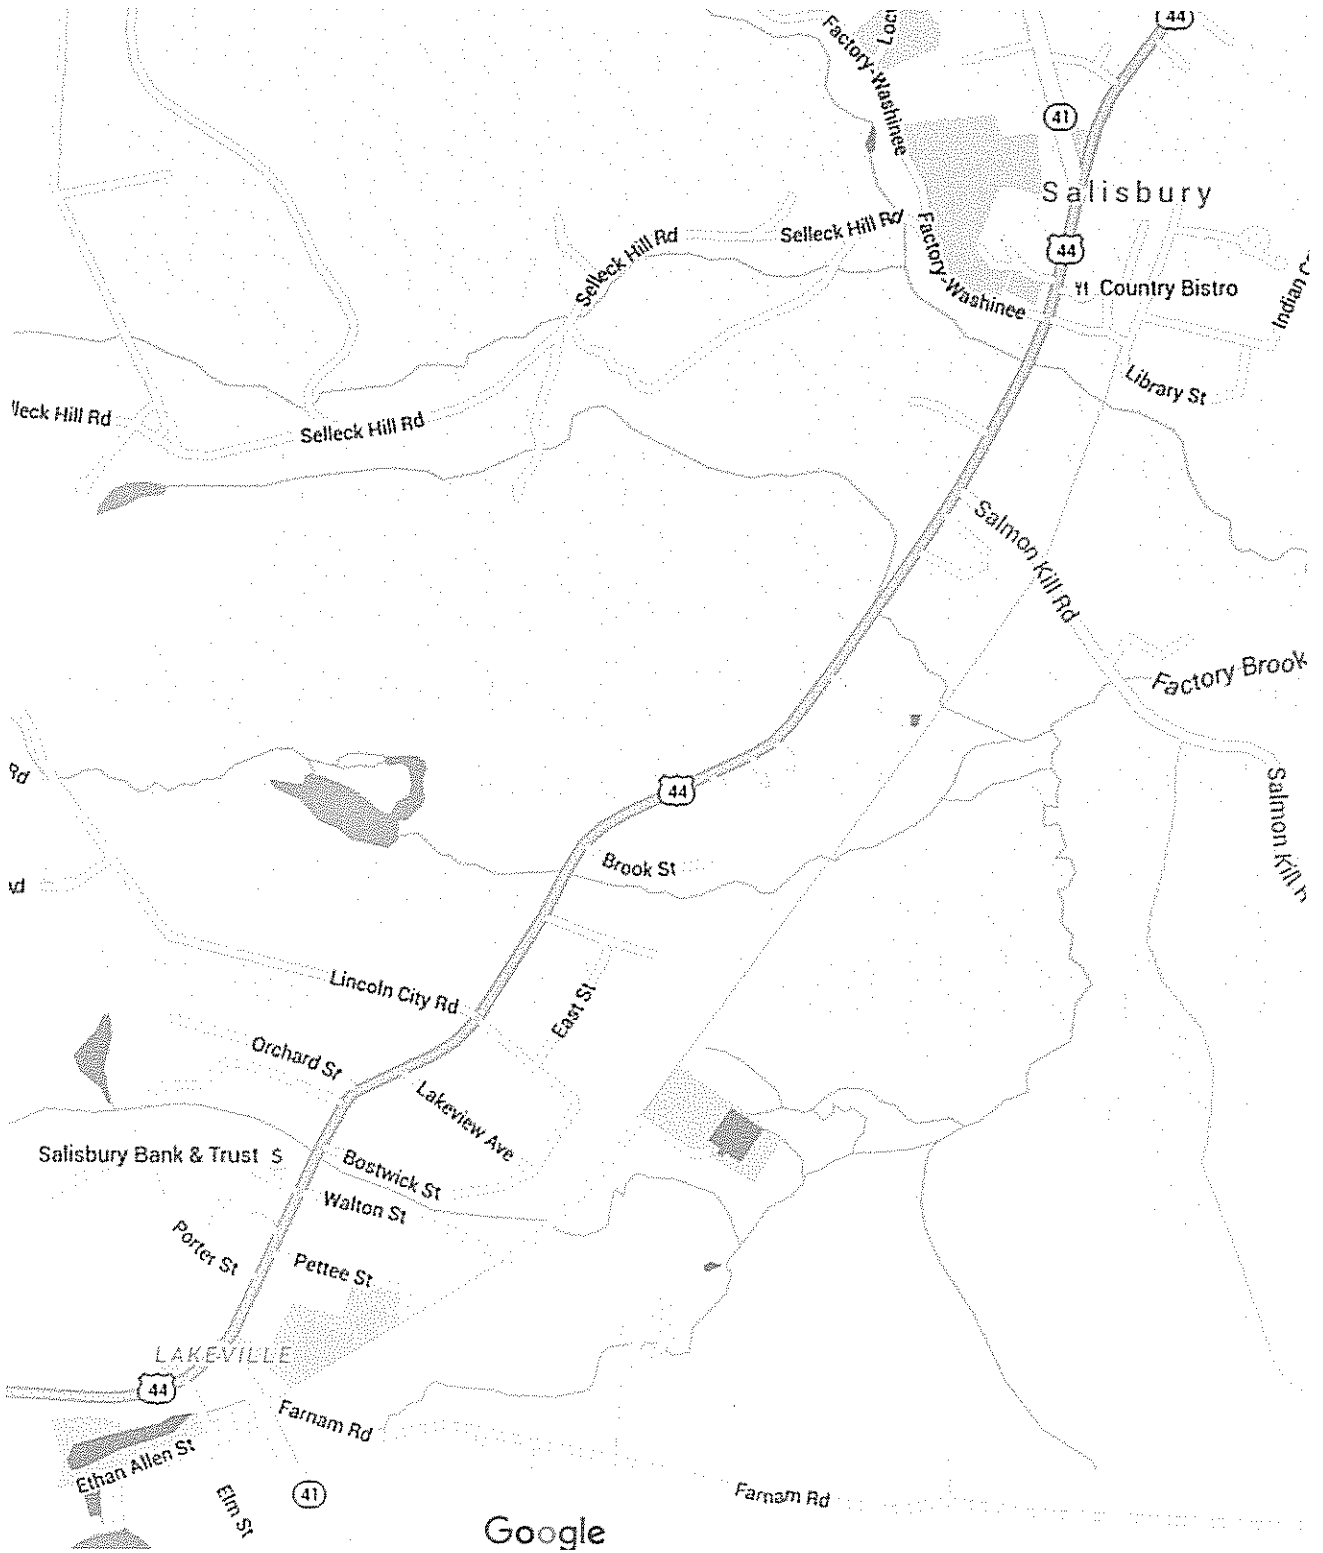 44
Factory-Washinee
41
Salisbury
Selleck Hill Rd
Selleck Hill Rd
Factory-Washinee
44
Country Bistro
Library St
Selleck Hill Rd
Salmon Kill Rd
Factory Brook
Rd
44
Brook St
Salmon Kill
Lincoln City Rd
East St
Orchard St
Lakeview Ave
Salisbury Bank & Trust $
Bostwick St
Walton St
Porter St
Pettee St
LAKEVILLE
44
Farnam Rd
Ethan Allen St
Elm St
41
Farnam Rd
Google